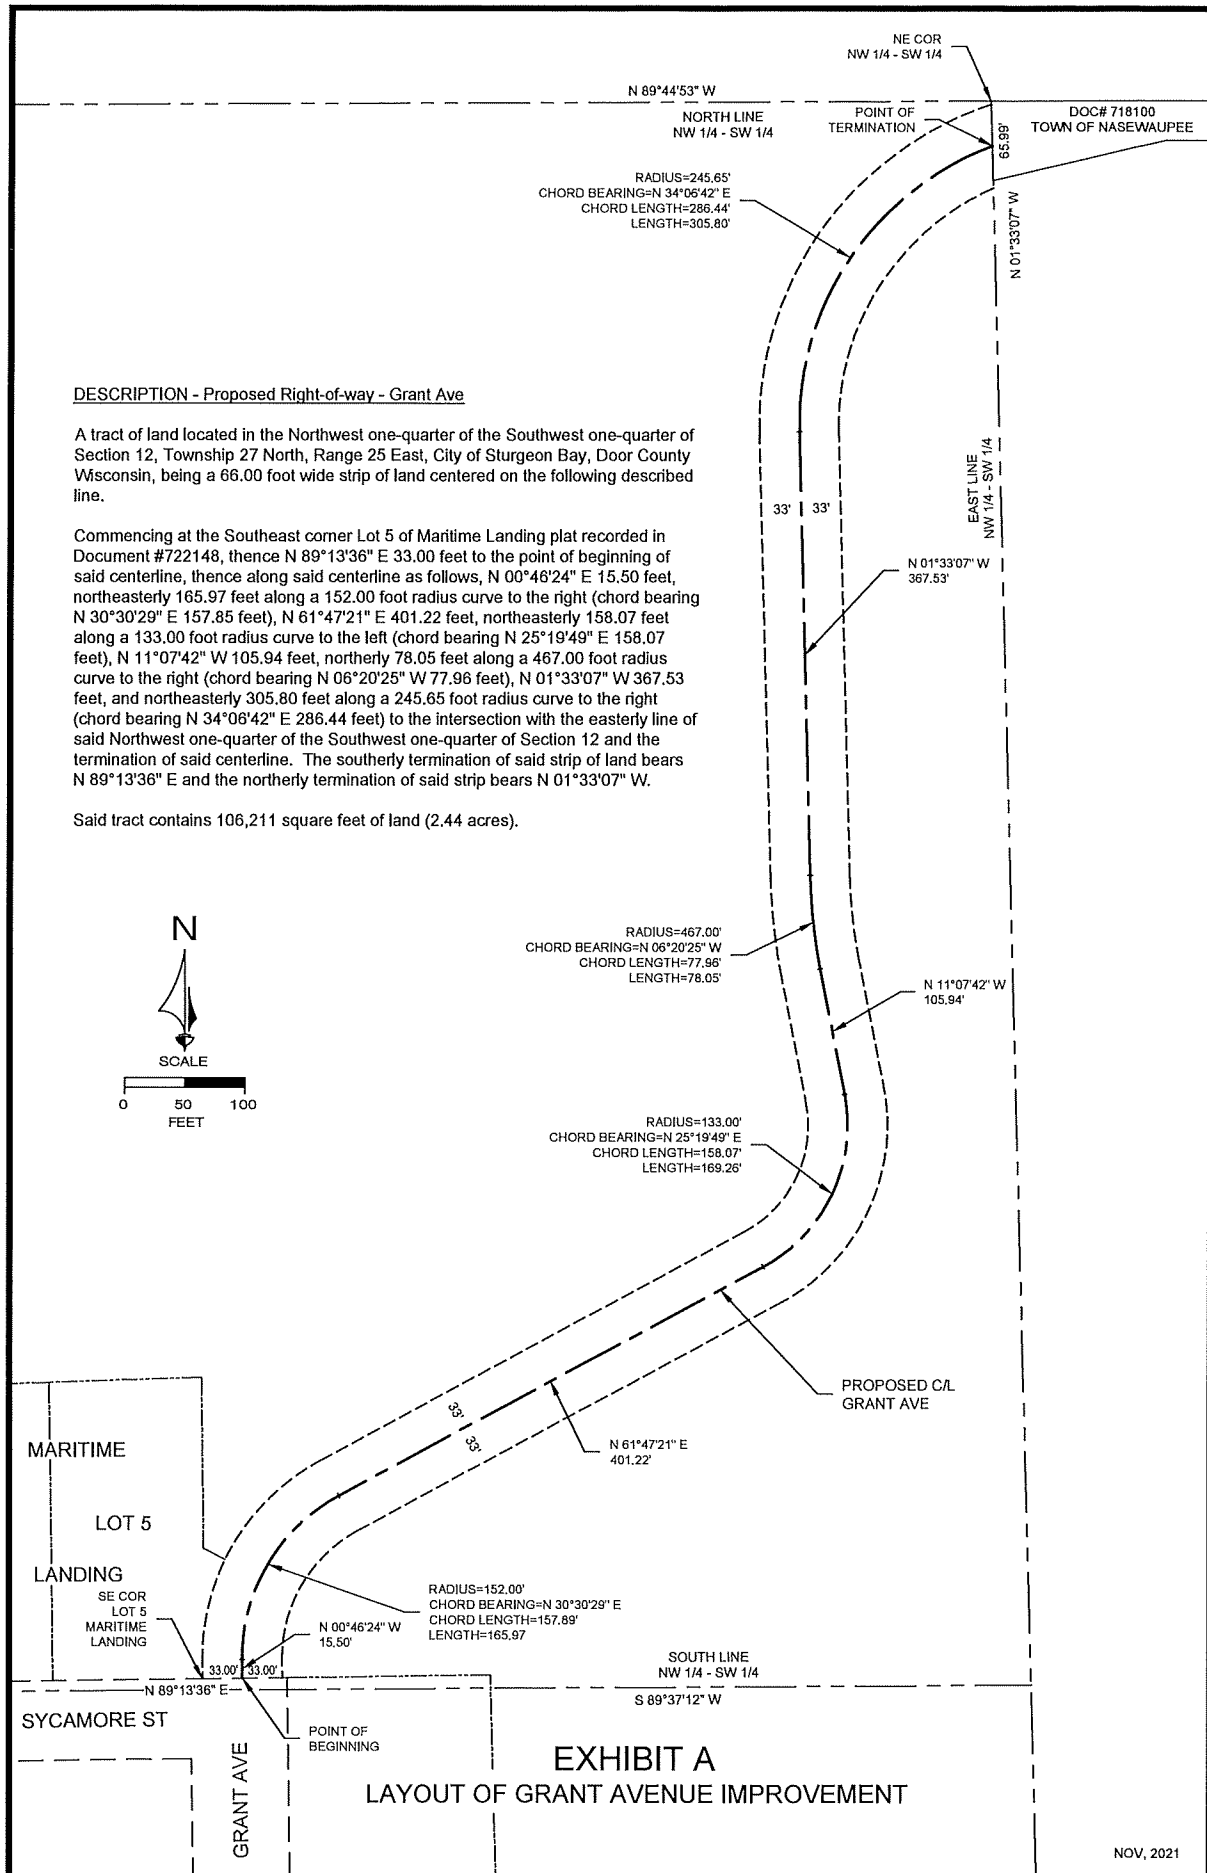 NE COR
NW 1/4 - SW 1/4
N 89°44'53" W
NORTH LINE
NW 1/4 - SW 1/4
POINT OF
TERMINATION
DOC# 718100
TOWN OF NASEWAUPEE
65.99'
RADIUS=245.65'
CHORD BEARING=N 34°06'42" E
CHORD LENGTH=286.44'
LENGTH=305.80'
N 01°33'07" W
DESCRIPTION - Proposed Right-of-way - Grant Ave
A tract of land located in the Northwest one-quarter of the Southwest one-quarter of
Section 12, Township 27 North, Range 25 East, City of Sturgeon Bay, Door County
Wisconsin, being a 66.00 foot wide strip of land centered on the following described
line.
Commencing at the Southeast corner Lot 5 of Maritime Landing plat recorded in
Document #722148, thence N 89°13'36" E 33.00 feet to the point of beginning of
said centerline, thence along said centerline as follows, N 00°46'24" E 15.50 feet,
northeasterly 165.97 feet along a 152.00 foot radius curve to the right (chord bearing
N 30°30'29" E 157.85 feet), N 61°47'21" E 401.22 feet, northeasterly 158.07 feet
along a 133.00 foot radius curve to the left (chord bearing N 25°19'49" E 158.07
feet), N 11°07'42" W 105.94 feet, northerly 78.05 feet along a 467.00 foot radius
curve to the right (chord bearing N 06°20'25" W 77.96 feet), N 01°33'07" W 367.53
feet, and northeasterly 305.80 feet along a 245.65 foot radius curve to the right
(chord bearing N 34°06'42" E 286.44 feet) to the intersection with the easterly line of
said Northwest one-quarter of the Southwest one-quarter of Section 12 and the
termination of said centerline. The southerly termination of said strip of land bears
N 89°13'36" E and the northerly termination of said strip bears N 01°33'07" W.
Said tract contains 106,211 square feet of land (2.44 acres).
EAST LINE
NW 1/4 - SW 1/4
33' 33'
N 01°33'07" W
367.53'
N
SCALE
0 50 100
FEET
RADIUS=467.00'
CHORD BEARING=N 06°20'25" W
CHORD LENGTH=77.96'
LENGTH=78.05'
N 11°07'42" W
105.94'
RADIUS=133.00'
CHORD BEARING=N 25°19'49" E
CHORD LENGTH=158.07'
LENGTH=169.26'
PROPOSED C/L
GRANT AVE
33'
33'
N 61°47'21" E
401.22'
MARITIME
LOT 5
LANDING
SE COR
LOT 5
MARITIME
LANDING
RADIUS=152.00'
CHORD BEARING=N 30°30'29" E
CHORD LENGTH=157.89'
LENGTH=165.97
N 00°46'24" W
15.50'
33.00' 33.00'
N 89°13'36" E
SOUTH LINE
NW 1/4 - SW 1/4
S 89°37'12" W
SYCAMORE ST
POINT OF
BEGINNING
GRANT AVE
EXHIBIT A
LAYOUT OF GRANT AVENUE IMPROVEMENT
NOV, 2021